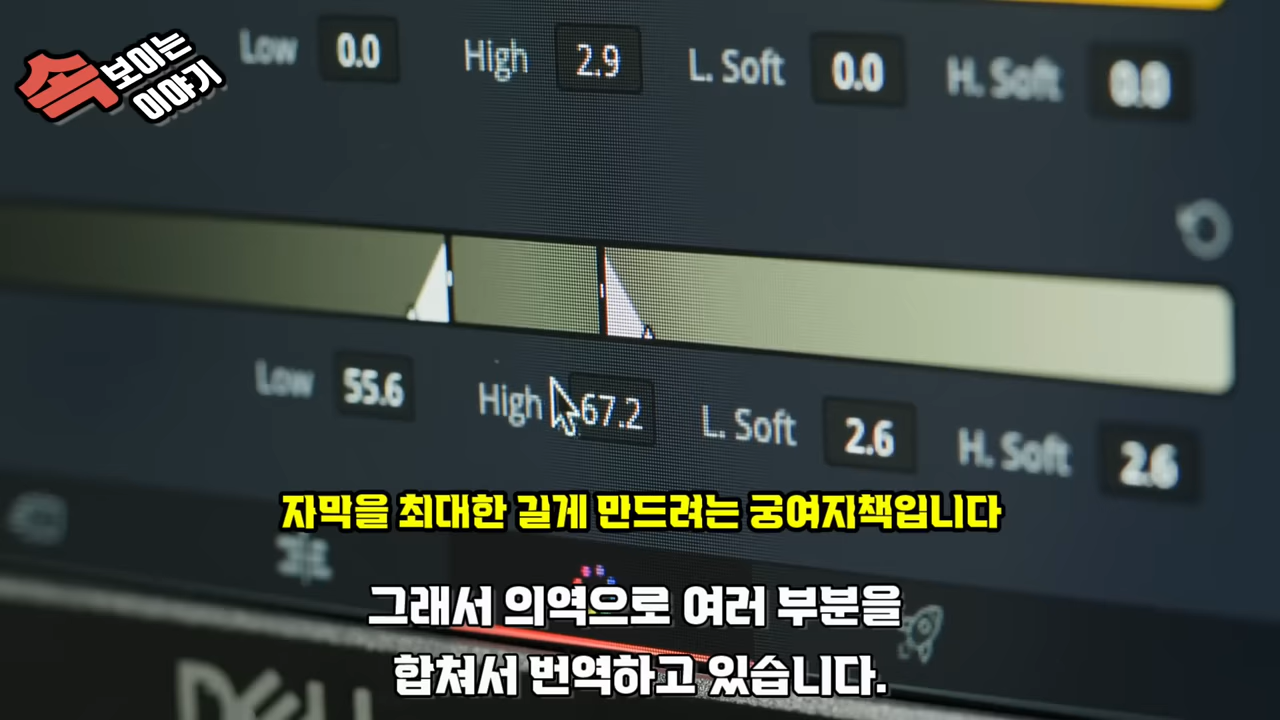 속보이는
이야기
Low 0.0 High 2.9 L. Soft 0.0 H. Soft 0.0
Low 55.6 High 67.2 L. Soft 2.6 H. Soft 2.6
자막을 최대한 길게 만드려는 궁여지책입니다
그래서 의역으로 여러 부분을
합쳐서 번역하고 있습니다.
DELL